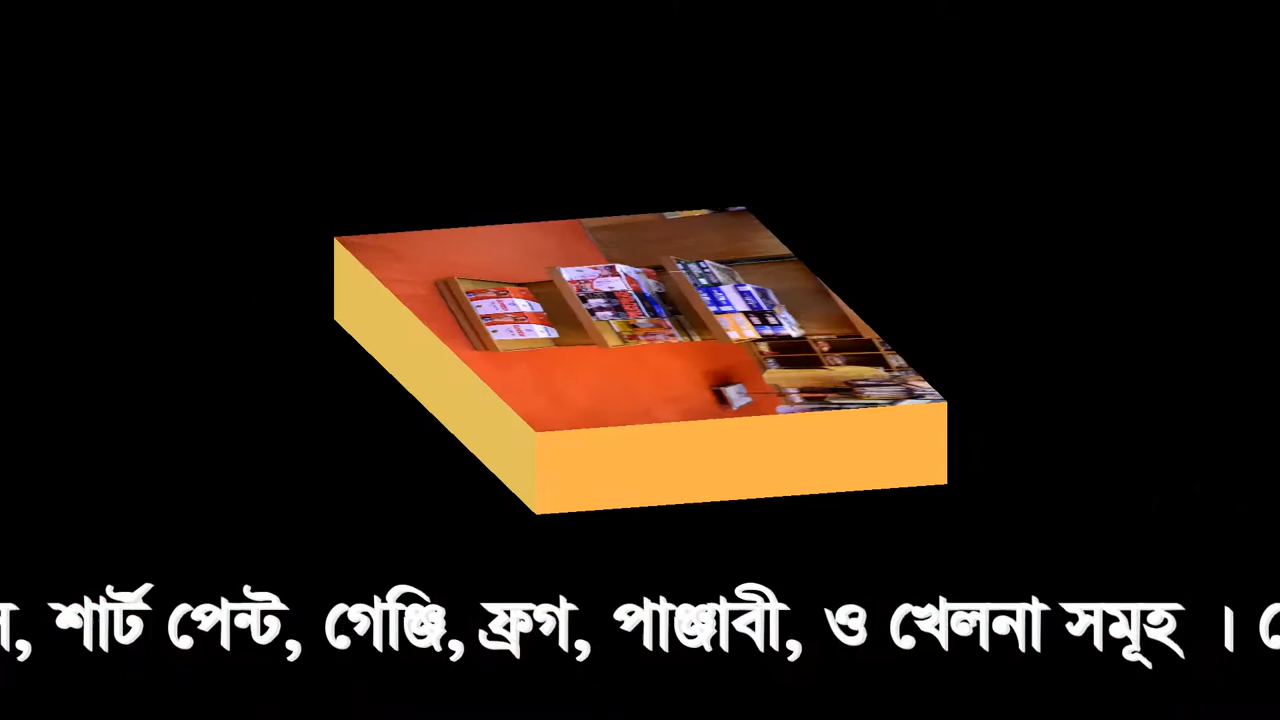 , শার্ট পেন্ট, গেঞ্জি, ফ্রগ, পাঞ্জাবী, ও খেলনা সমূহ ।